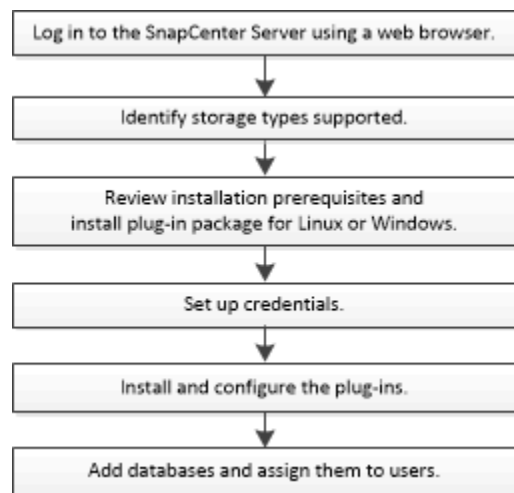 Log in to the SnapCenter Server using a web browser.
Identify storage types supported.
Review installation prerequisites and
install plug-in package for Linux or Windows.
Set up credentials.
Install and configure the plug-ins.
Add databases and assign them to users.